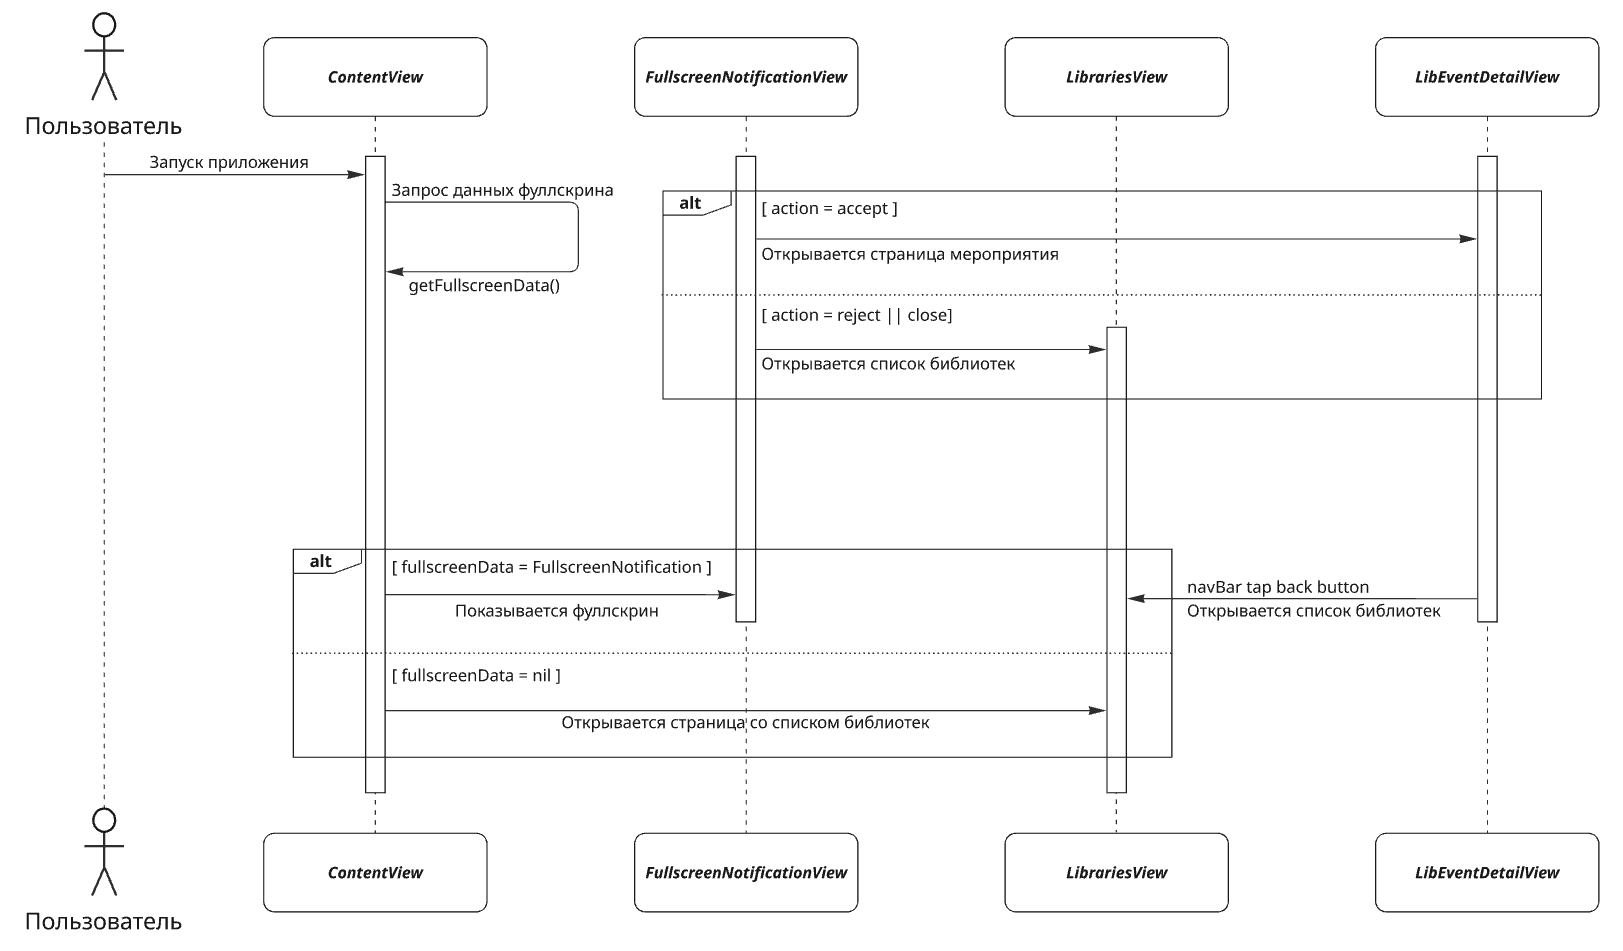 Пользователь
ContentView
FullscreenNotificationView
LibrariesView
LibEventDetailView
Запуск приложения
Запрос данных фуллскрина
getFullscreenData()
alt
[ action = accept ]
Открывается страница мероприятия
[ action = reject || close]
Открывается список библиотек
alt
[ fullscreenData = FullscreenNotification ]
Показывается фуллскрин
navBar tap back button
Открывается список библиотек
[ fullscreenData = nil ]
Открывается страница со списком библиотек
Пользователь
ContentView
FullscreenNotificationView
LibrariesView
LibEventDetailView